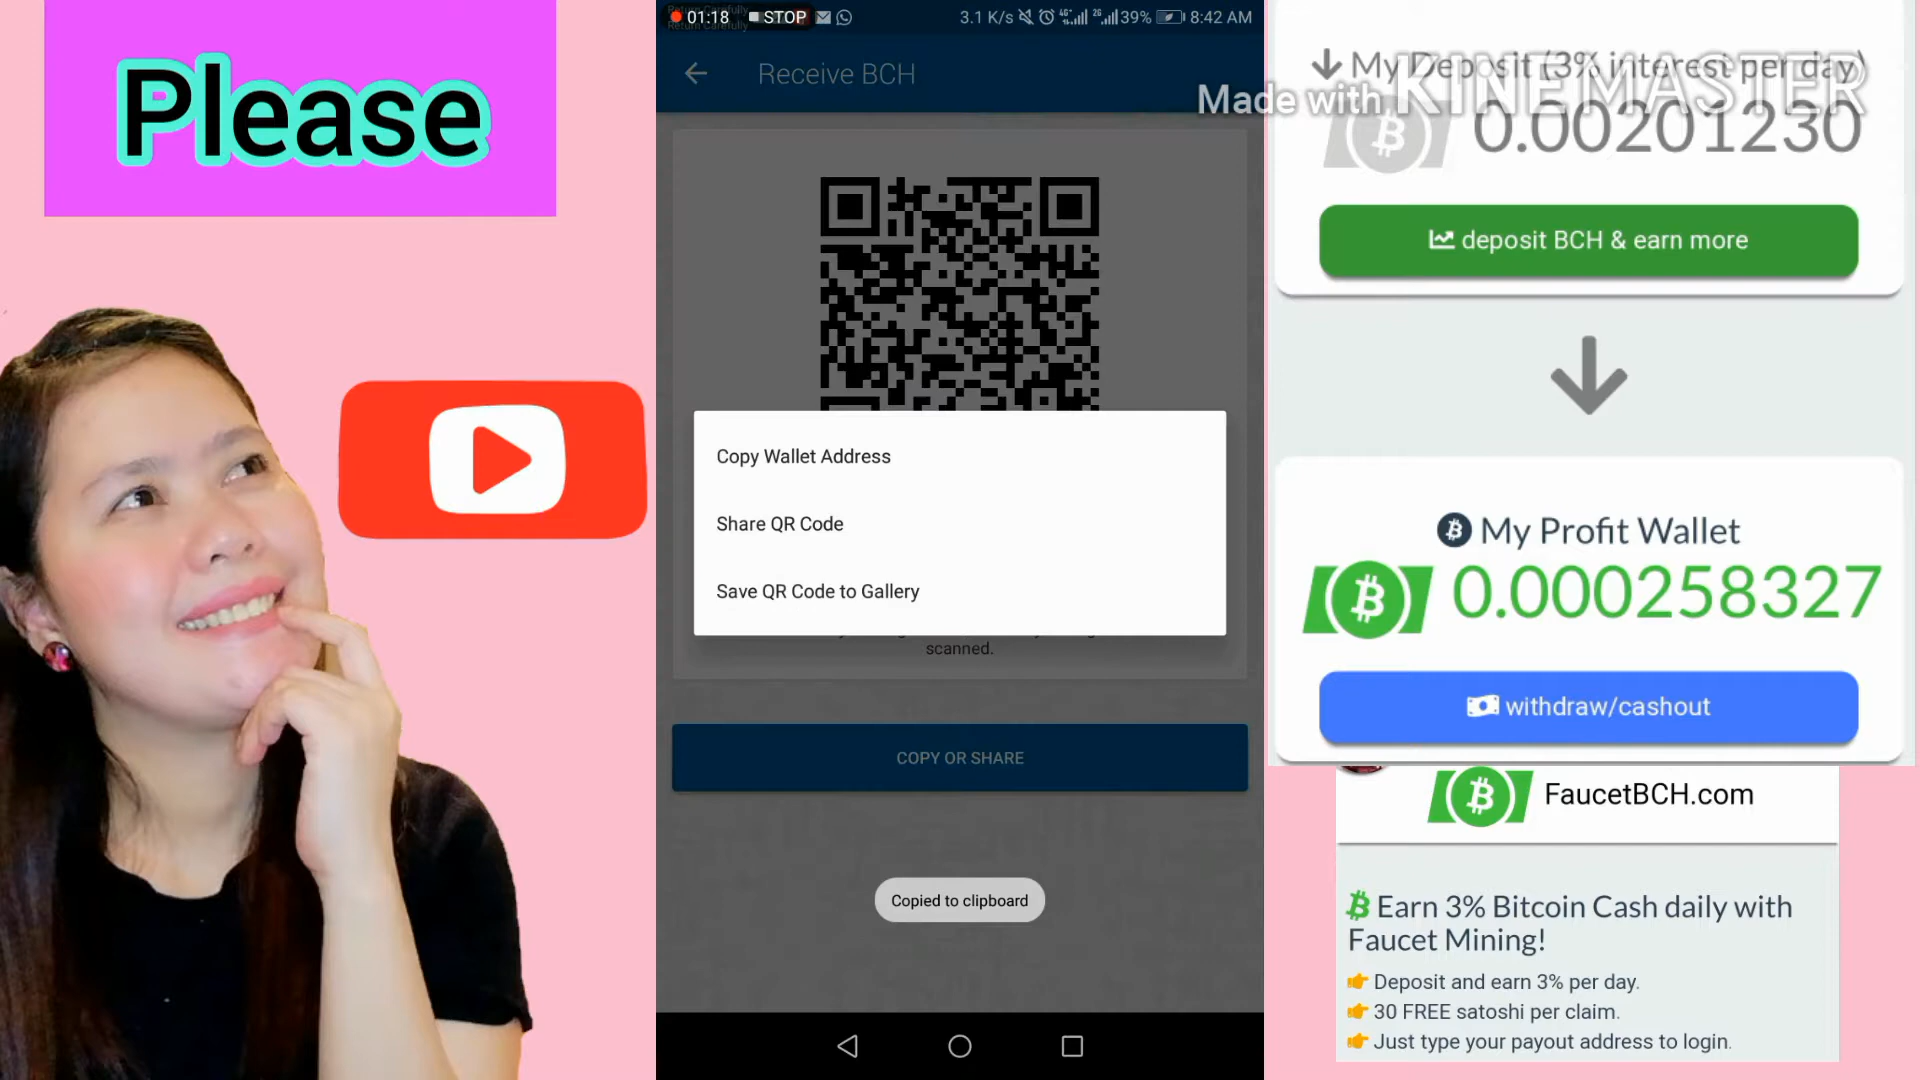 Please
01:18 STOP
3.1 K/s 4G 2G 39% 8:42 AM
Return Carefully
Receive BCH
Copy Wallet Address
Share QR Code
Save QR Code to Gallery
scanned.
COPY OR SHARE
Copied to clipboard
My Deposit (3% interest per day)
Made with KINEMASTER
0.00201230
deposit BCH & earn more
My Profit Wallet
0.000258327
withdraw/cashout
FaucetBCH.com
Earn 3% Bitcoin Cash daily with
Faucet Mining!
Deposit and earn 3% per day.
30 FREE satoshi per claim.
Just type your payout address to login.